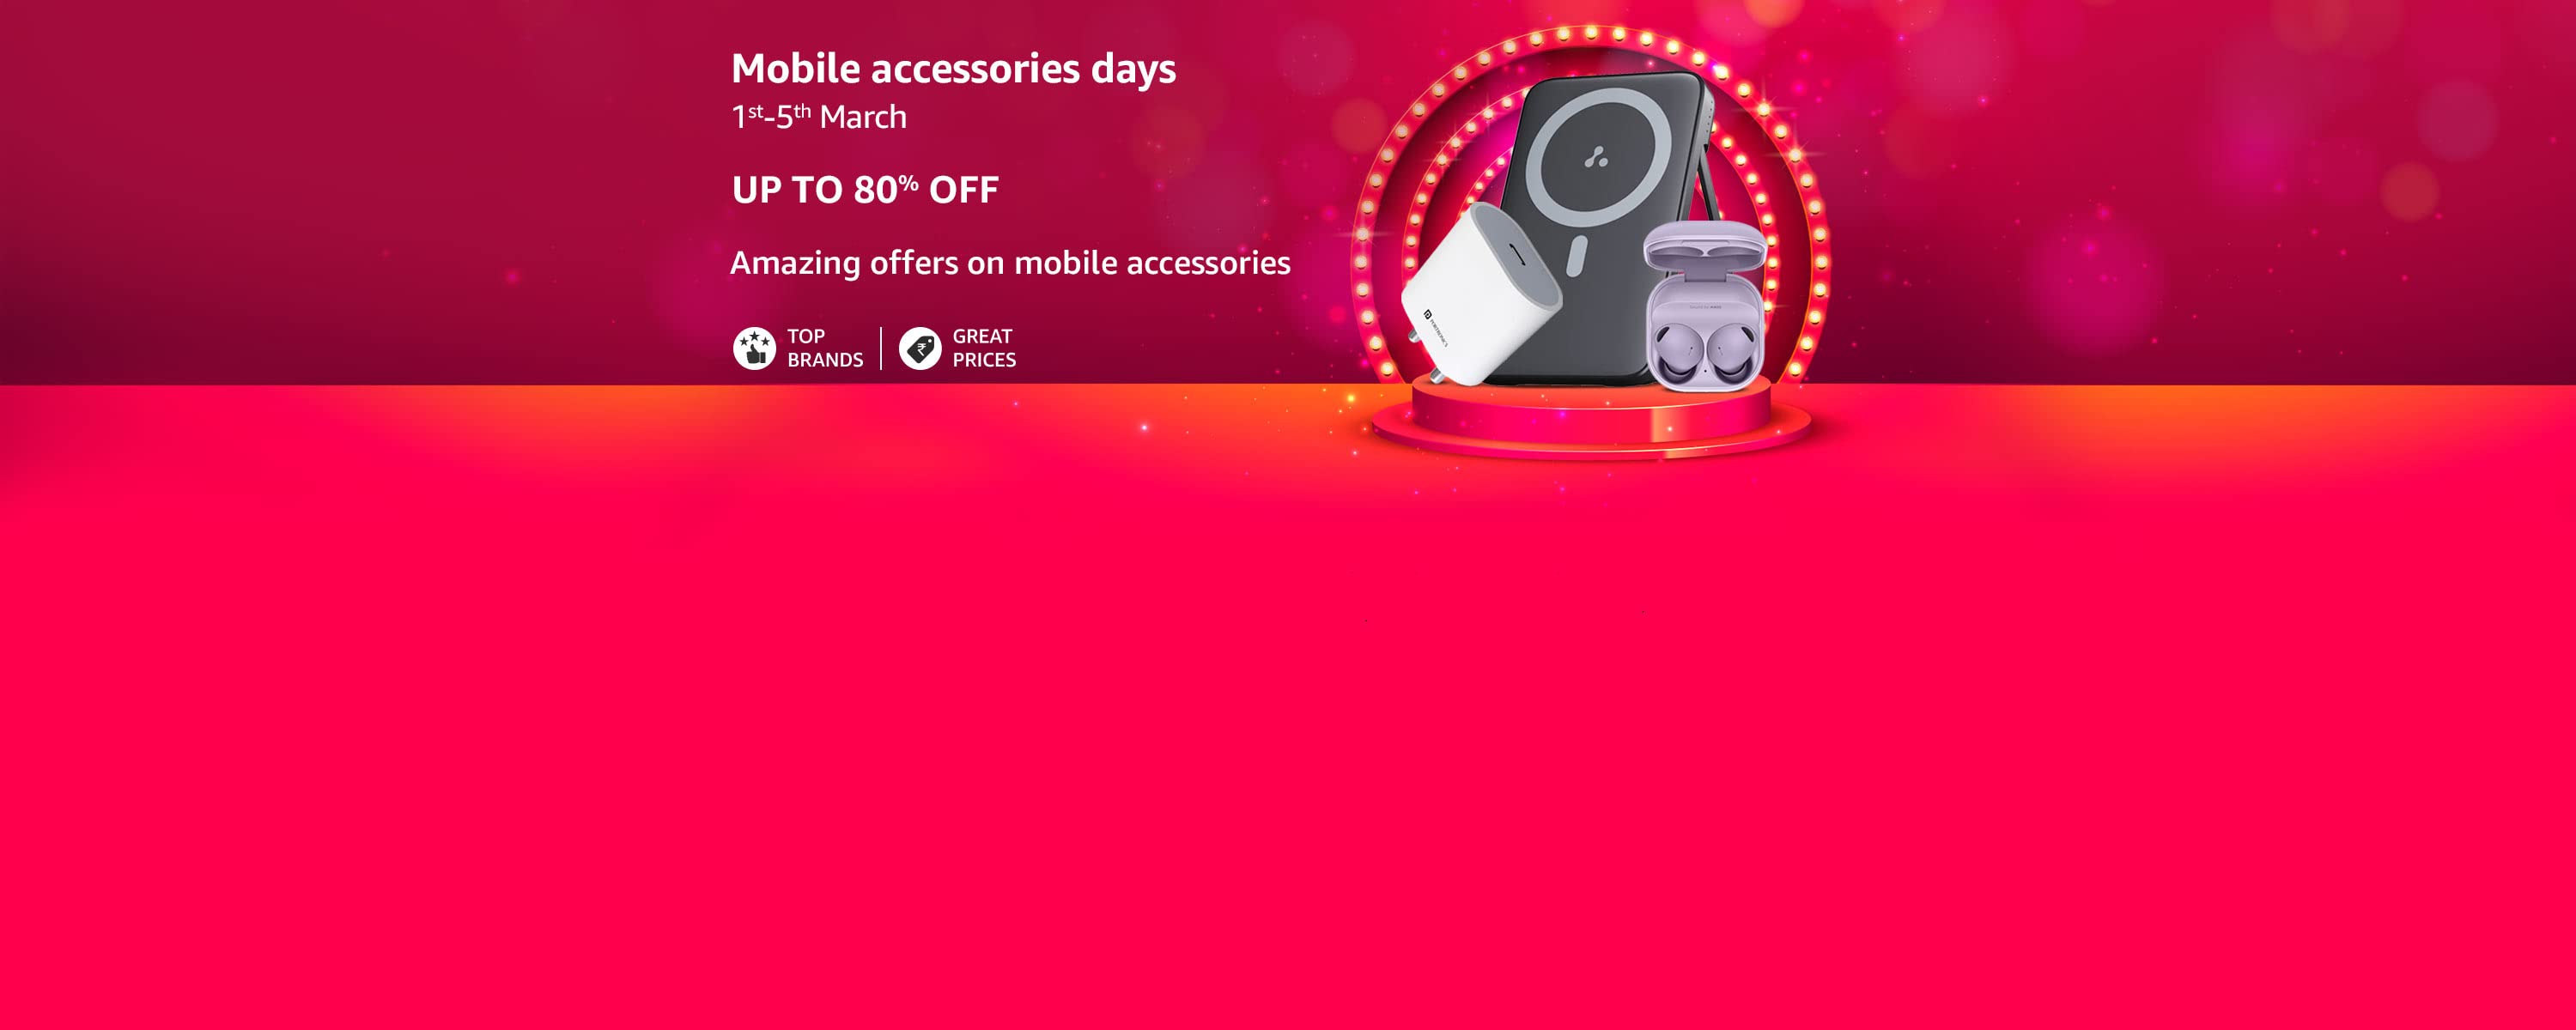 Mobile accessories days
1st-5th March
UP TO 80% OFF
Amazing offers on mobile accessories
TOP
BRANDS
GREAT
PRICES